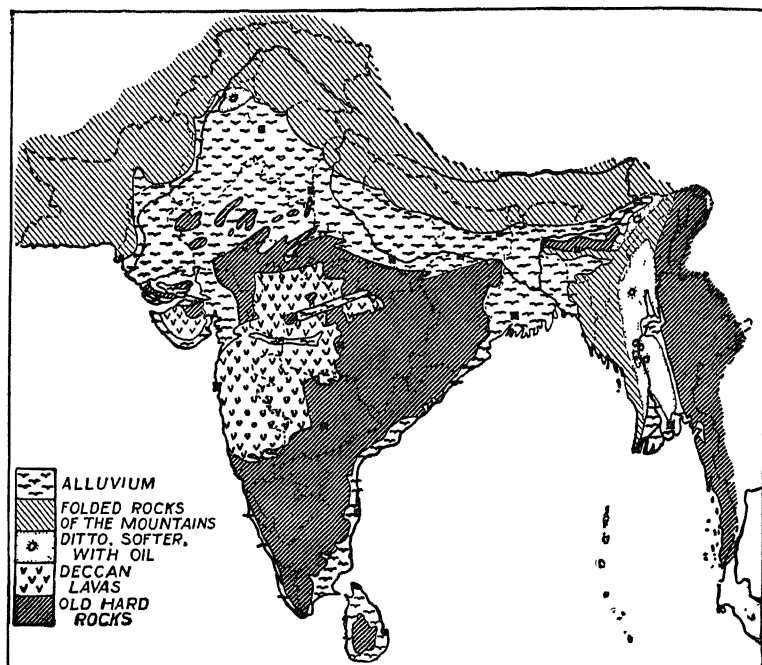 ALLUVIUM
FOLDED ROCKS
OF THE MOUNTAINS
DITTO. SOFTER.
WITH OIL
DECCAN
LAVAS
OLD HARD
ROCKS